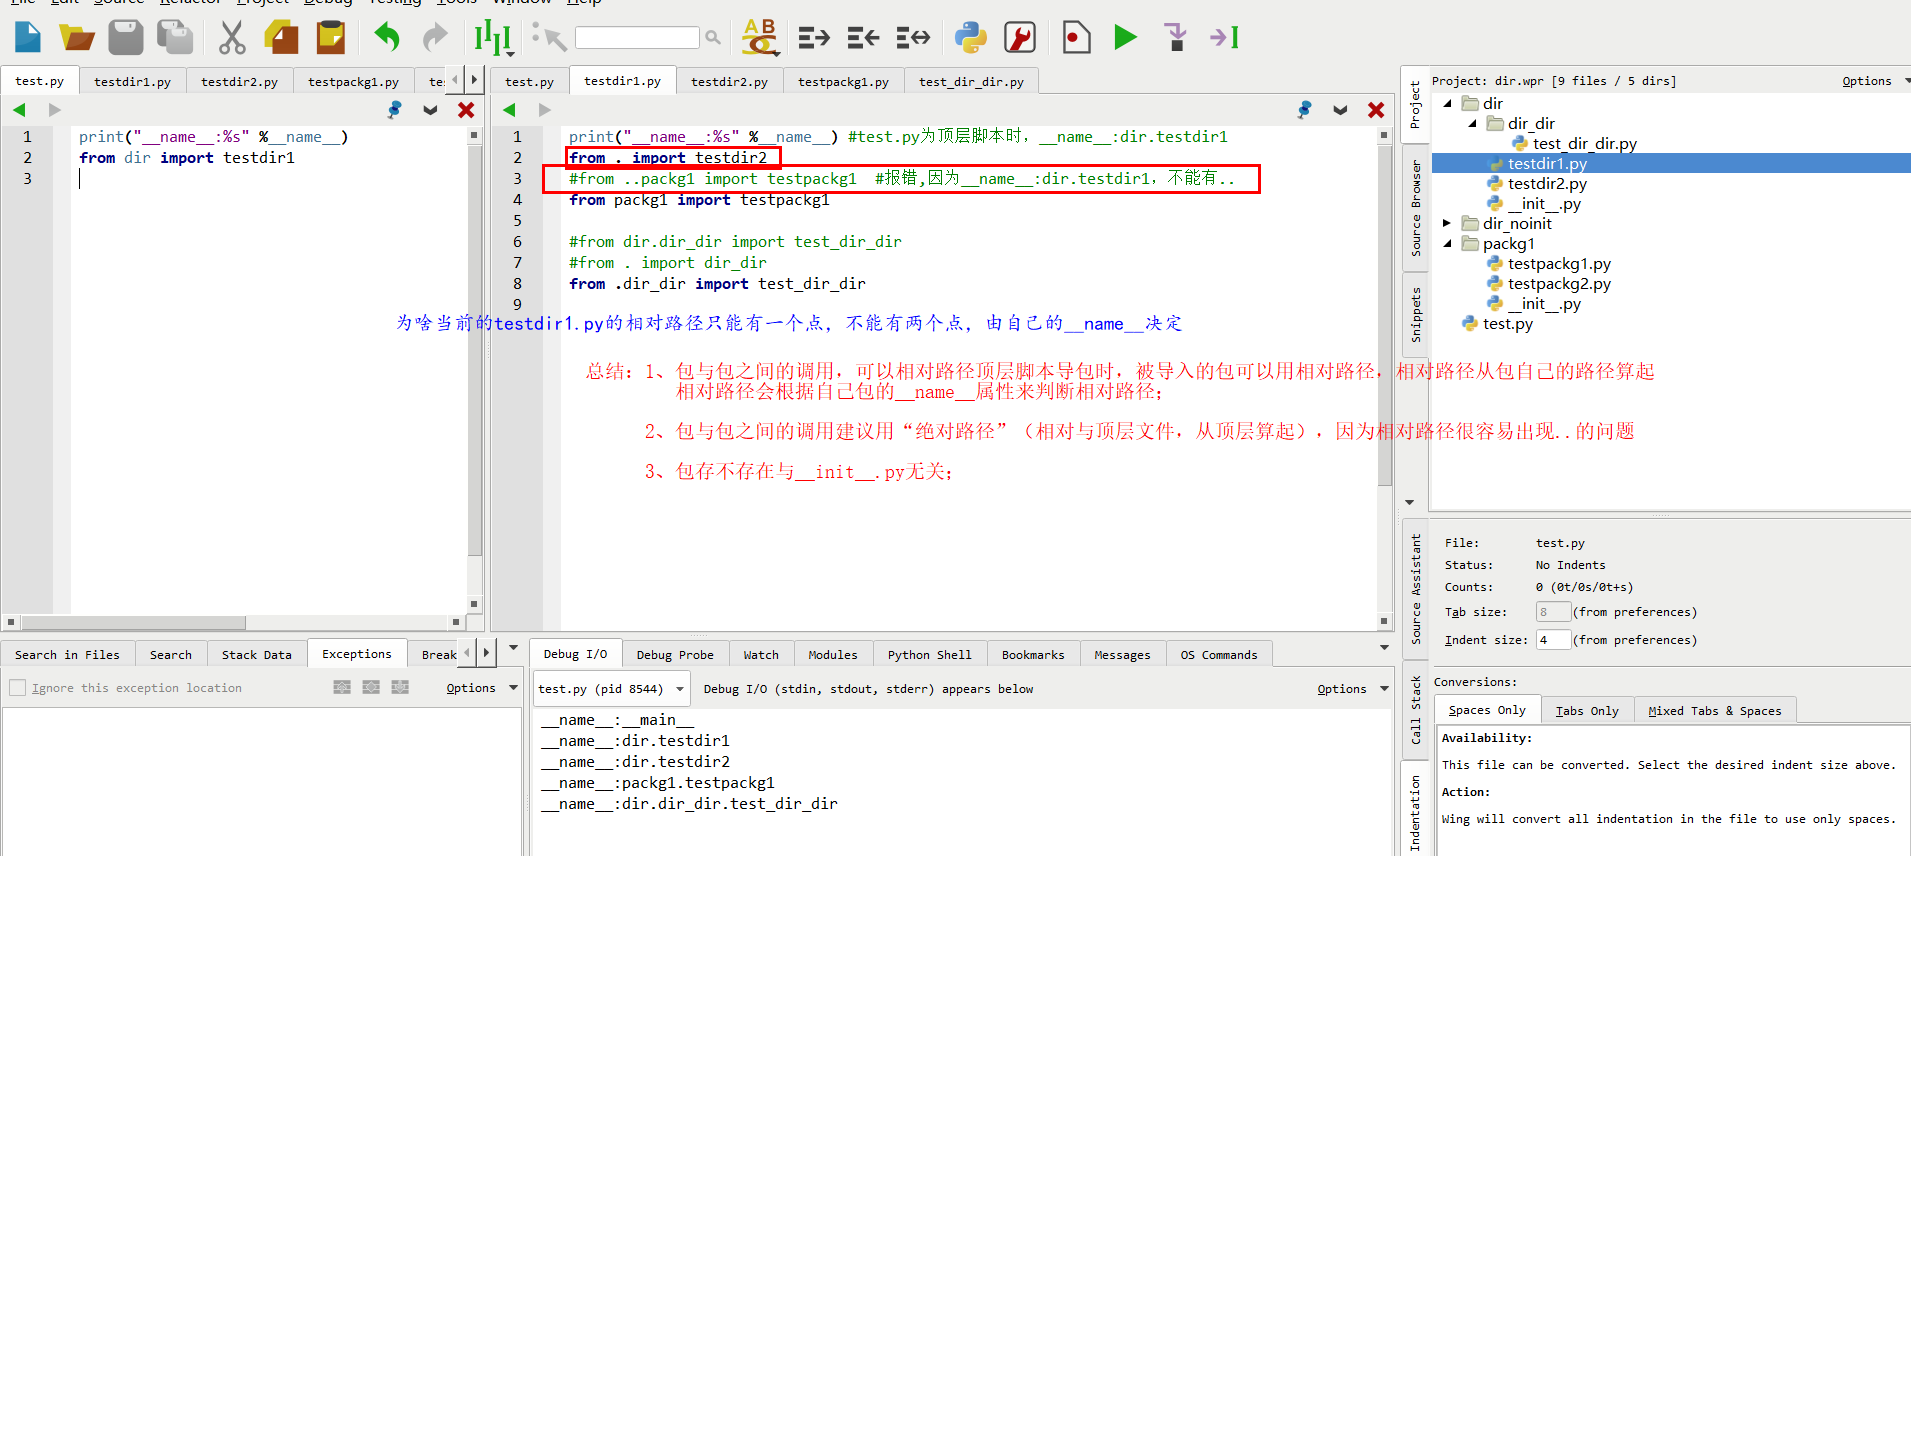 File Edit Source Refactor Project Debug Testing Tools Window Help
test.py testdir1.py testdir2.py testpackg1.py
1 print("__name__:%s" %__name__)
2 from dir import testdir1
3
test.py testdir1.py testdir2.py testpackg1.py test_dir_dir.py
1 print("__name__:%s" %__name__) #test.py为顶层脚本时，__name__:dir.testdir1
2 from . import testdir2
3 #from ..packg1 import testpackg1  #报错,因为__name__:dir.testdir1，不能有..
4 from packg1 import testpackg1
5
6 #from dir.dir_dir import test_dir_dir
7 #from . import dir_dir
8 from .dir_dir import test_dir_dir
9
为啥当前的testdir1.py的相对路径只能有一个点，不能有两个点，由自己的__name__决定
总结：1、包与包之间的调用，可以相对路径顶层脚本导包时，被导入的包可以用相对路径，相对路径从包自己的路径算起
相对路径会根据自己包的__name__属性来判断相对路径；
2、包与包之间的调用建议用“绝对路径”（相对与顶层文件，从顶层算起），因为相对路径很容易出现..的问题
3、包存不存在与__init__.py无关；
Project
Source Browser
Snippets
Project: dir.wpr [9 files / 5 dirs] Options
dir
dir_dir
test_dir_dir.py
testdir1.py
testdir2.py
__init__.py
dir_noinit
packg1
testpackg1.py
testpackg2.py
__init__.py
test.py
Source Assistant
Call Stack
Indentation
File: test.py
Status: No Indents
Counts: 0 (0t/0s/0t+s)
Tab size: 8 (from preferences)
Indent size: 4 (from preferences)
Conversions:
Spaces Only Tabs Only Mixed Tabs & Spaces
Availability:
This file can be converted. Select the desired indent size above.
Action:
Wing will convert all indentation in the file to use only spaces.
Search in Files Search Stack Data Exceptions Break
Ignore this exception location Options
Debug I/O Debug Probe Watch Modules Python Shell Bookmarks Messages OS Commands
test.py (pid 8544) Debug I/O (stdin, stdout, stderr) appears below Options
__name__:__main__
__name__:dir.testdir1
__name__:dir.testdir2
__name__:packg1.testpackg1
__name__:dir.dir_dir.test_dir_dir